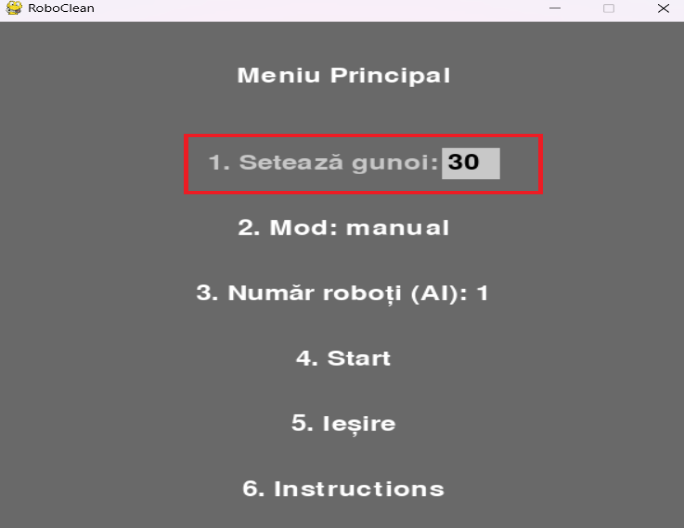 RoboClean
Meniu Principal
1. Setează gunoi: 30
2. Mod: manual
3. Număr roboți (AI): 1
4. Start
5. Ieșire
6. Instructions